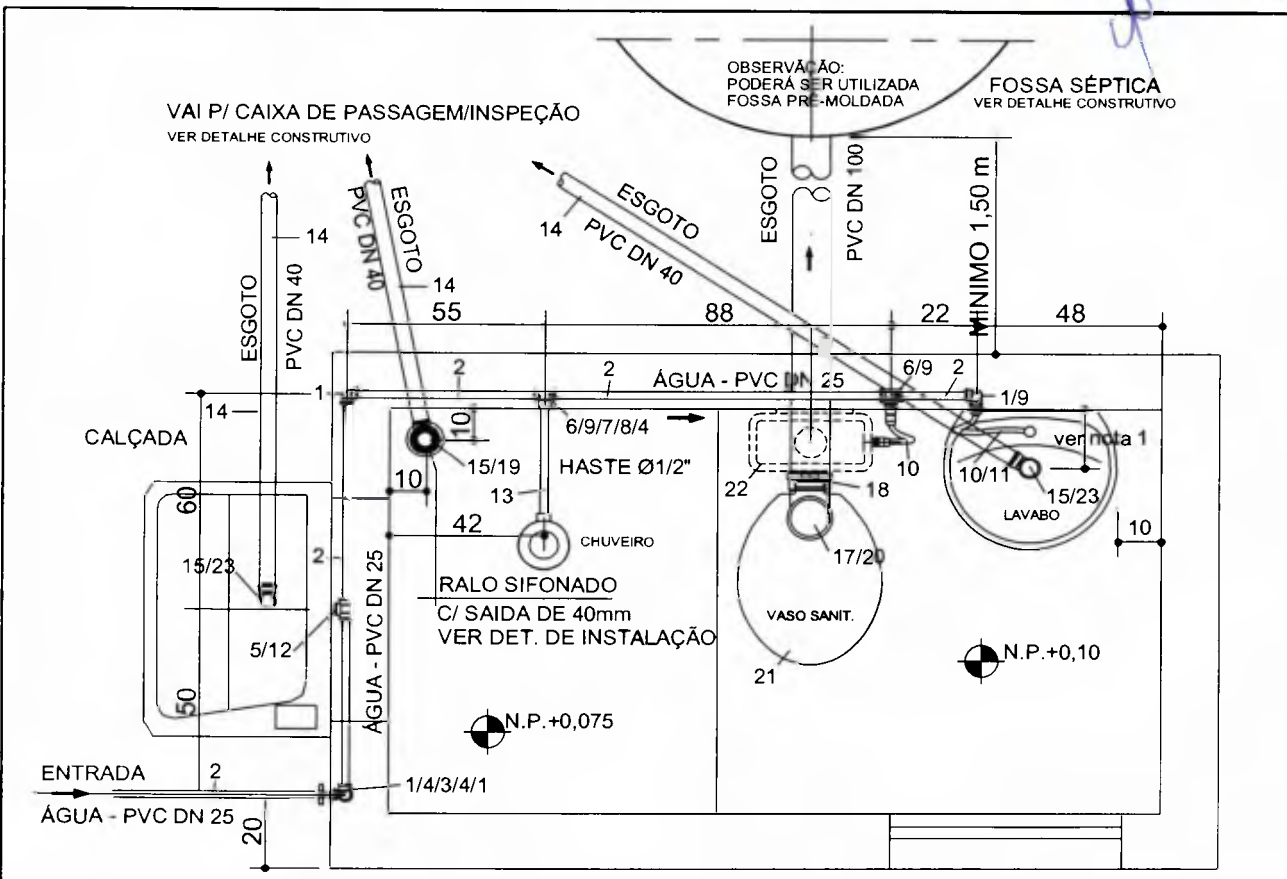 OBSERVAÇÃO:
PODERÁ SER UTILIZADA
FOSSA PRÉ-MOLDADA
FOSSA SÉPTICA
VER DETALHE CONSTRUTIVO
VAI P/ CAIXA DE PASSAGEM/INSPEÇÃO
VER DETALHE CONSTRUTIVO
ESGOTO
PVC DN 40
14
ESGOTO
PVC DN 40
14
ESGOTO
PVC DN 40
14
ESGOTO
PVC DN 100
MINIMO 1,50 m
55
88
22
48
14
1
2
2
ÁGUA - PVC DN 25
6/9
2
1/9
CALÇADA
10
15/19
6/9/7/8/4
HASTE Ø1/2"
10
13
42
CHUVEIRO
22
18
10
10/11
ver nota 1
15/23
LAVABO
10
17/20
60
2
15/23
5/12
50
ÁGUA - PVC DN 25
RALO SIFONADO
C/ SAIDA DE 40mm
VER DET. DE INSTALAÇÃO
VASO SANIT.
21
N.P.+0,10
N.P.+0,075
ENTRADA
2
1/4/3/4/1
ÁGUA - PVC DN 25
20